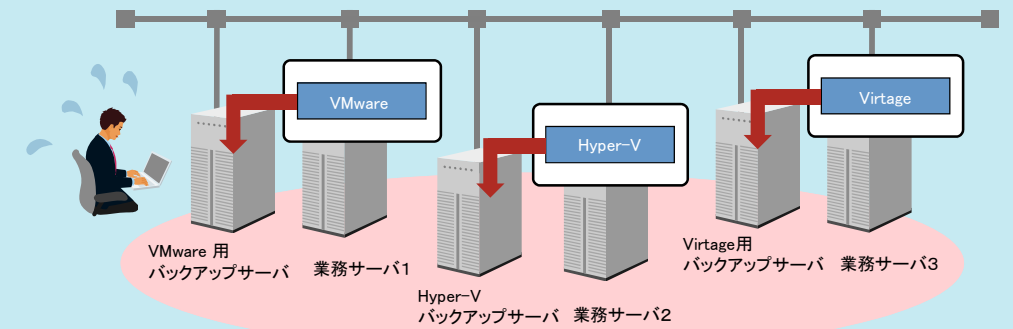 VMware
Hyper-V
Virtage
VMware 用
バックアップサーバ
業務サーバ1
Hyper-V
バックアップサーバ
業務サーバ2
Virtage用
バックアップサーバ
業務サーバ3